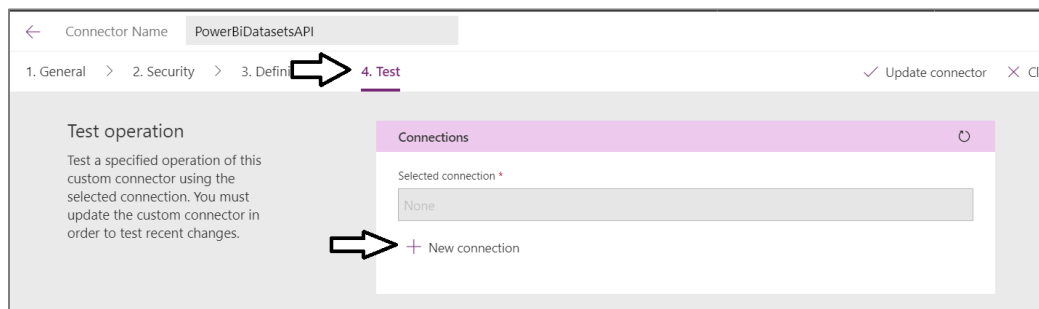 Connector Name PowerBiDatasetsAPI
1. General > 2. Security > 3. Defini 4. Test Update connector Cl
Test operation
Connections
Test a specified operation of this
custom connector using the
selected connection. You must
update the custom connector in
order to test recent changes.
Selected connection *
None
New connection